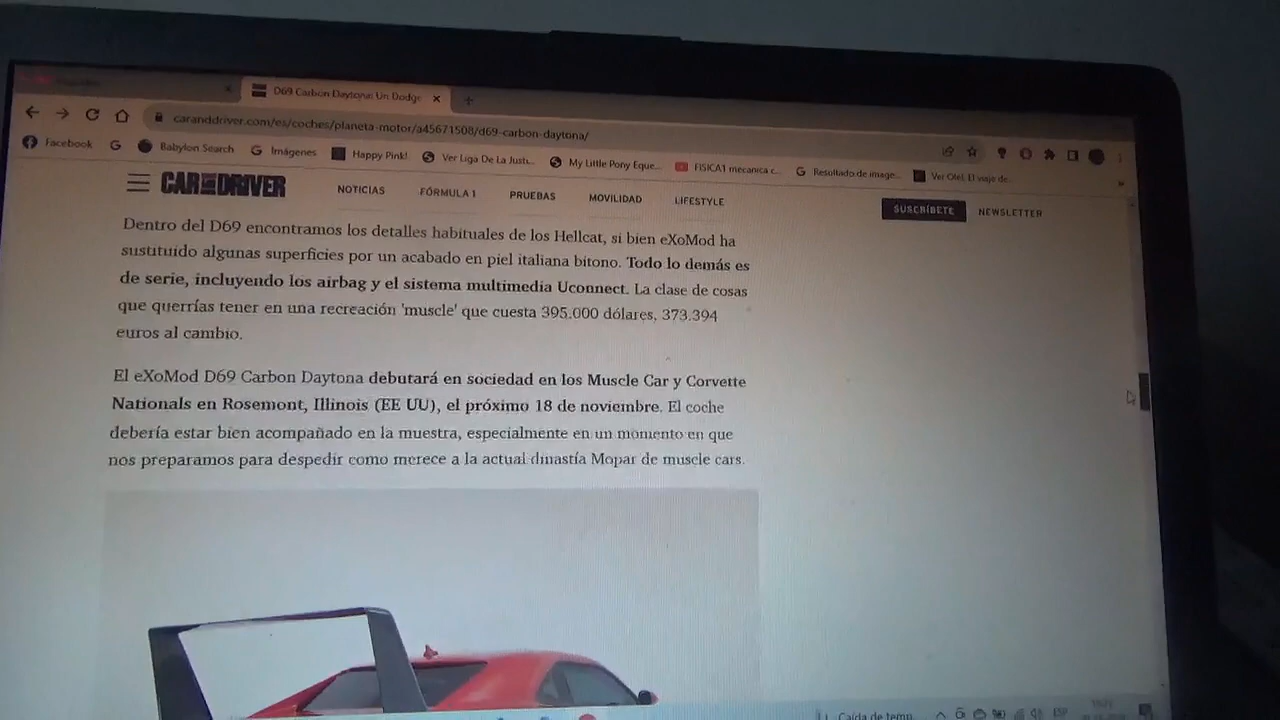 D69 Carbon Daytona: Un Dodge
caranddriver.com/es/coches/planeta-motor/a45671508/d69-carbon-daytona/
Facebook G Babylon Search G Imágenes Happy Pink! Ver Liga De La Justi... My Little Pony Eque... FISICA1 mecanica c... G Resultado de image... Ver Olei. El viaje de
CAR AND DRIVER NOTICIAS FÓRMULA 1 PRUEBAS MOVILIDAD LIFESTYLE SUSCRÍBETE NEWSLETTER
Dentro del D69 encontramos los detalles habituales de los Hellcat, si bien eXoMod ha
sustituido algunas superficies por un acabado en piel italiana bitono. Todo lo demás es
de serie, incluyendo los airbag y el sistema multimedia Uconnect. La clase de cosas
que querrías tener en una recreación 'muscle' que cuesta 395.000 dólares, 373.394
euros al cambio.
El eXoMod D69 Carbon Daytona debutará en sociedad en los Muscle Car y Corvette
Nationals en Rosemont, Illinois (EE UU), el próximo 18 de noviembre. El coche
debería estar bien acompañado en la muestra, especialmente en un momento en que
nos preparamos para despedir como merece a la actual dinastía Mopar de muscle cars.
Caída de temp. ESP